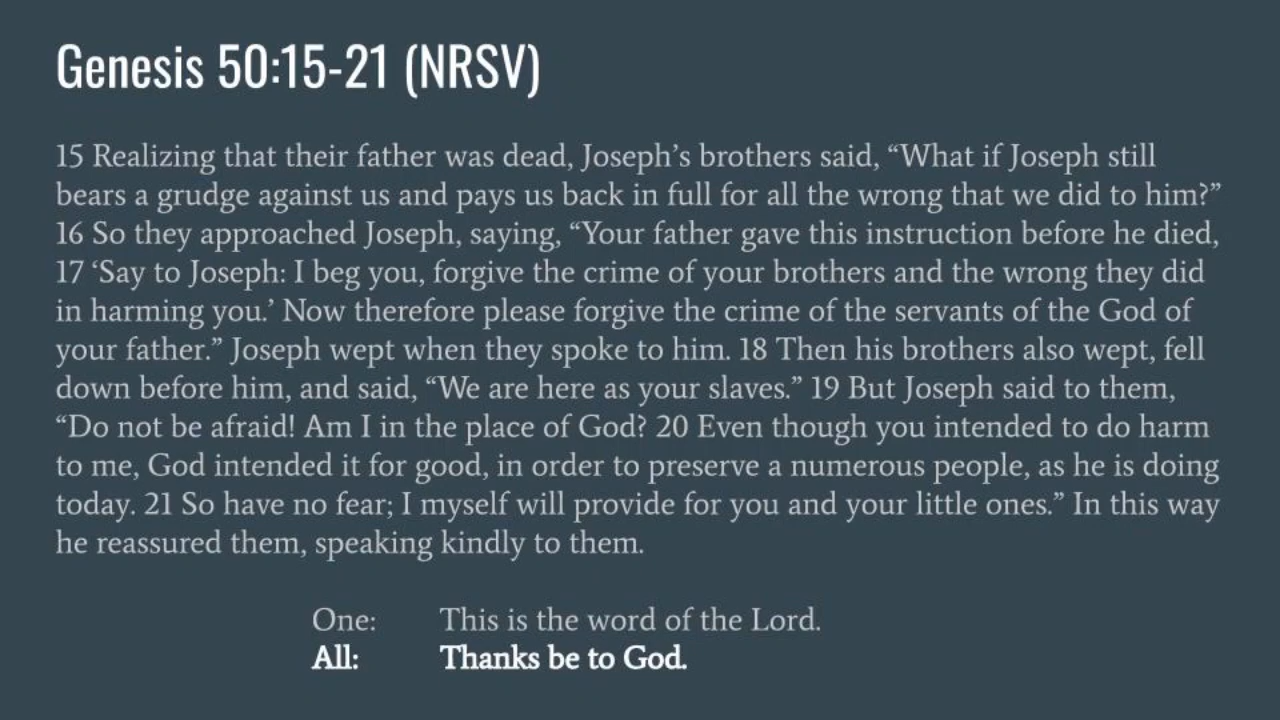 Genesis 50:15-21 (NRSV)
15 Realizing that their father was dead, Joseph’s brothers said, “What if Joseph still
bears a grudge against us and pays us back in full for all the wrong that we did to him?”
16 So they approached Joseph, saying, “Your father gave this instruction before he died,
17 ‘Say to Joseph: I beg you, forgive the crime of your brothers and the wrong they did
in harming you.’ Now therefore please forgive the crime of the servants of the God of
your father.” Joseph wept when they spoke to him. 18 Then his brothers also wept, fell
down before him, and said, “We are here as your slaves.” 19 But Joseph said to them,
“Do not be afraid! Am I in the place of God? 20 Even though you intended to do harm
to me, God intended it for good, in order to preserve a numerous people, as he is doing
today. 21 So have no fear; I myself will provide for you and your little ones.” In this way
he reassured them, speaking kindly to them.
One: This is the word of the Lord.
All: Thanks be to God.